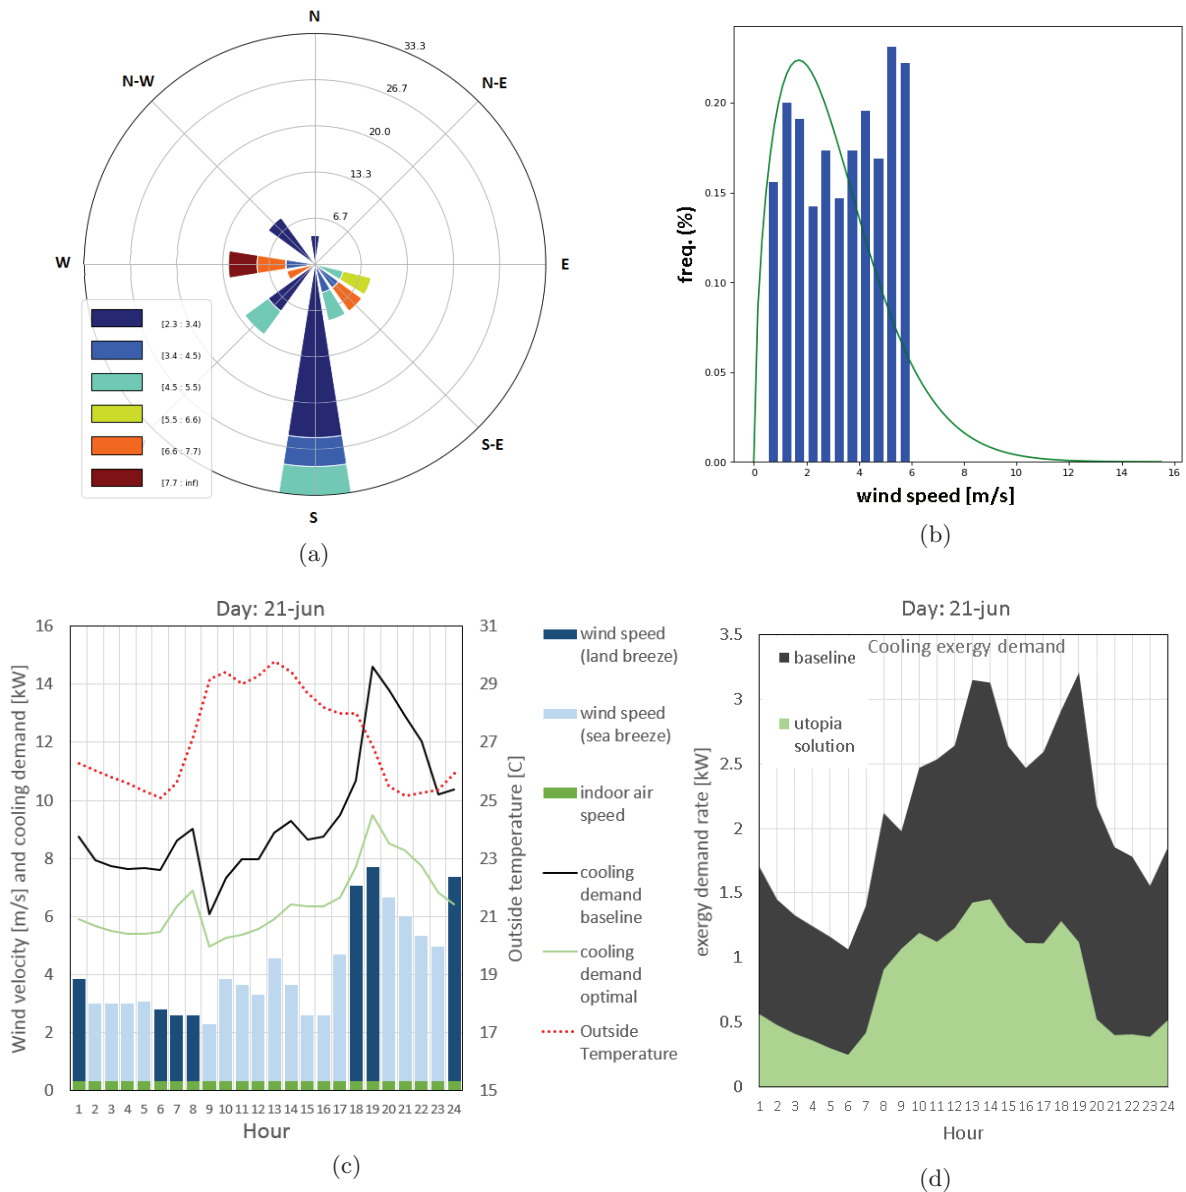 N
N-W
N-E
W
E
S-E
S
33.3
26.7
20.0
13.3
6.7
[2.3 : 3.4)
[3.4 : 4.5)
[4.5 : 5.5)
[5.5 : 6.6)
[6.6 : 7.7)
[7.7 : inf)
(a)
freq. (%)
0.20
0.15
0.10
0.05
0.00
0 2 4 6 8 10 12 14 16
wind speed [m/s]
(b)
Day: 21-jun
Wind velocity [m/s] and cooling demand [kW]
16
14
12
10
8
6
4
2
0
31
29
27
25
23
21
19
17
15
Outside temperature [C]
1 2 3 4 5 6 7 8 9 10 11 12 13 14 15 16 17 18 19 20 21 22 23 24
Hour
wind speed
(land breeze)
wind speed
(sea breeze)
indoor air
speed
cooling
demand
baseline
cooling
demand
optimal
Outside
Temperature
(c)
Day: 21-jun
Cooling exergy demand
baseline
utopia
solution
exergy demand rate [kW]
3.5
3
2.5
2
1.5
1
0.5
0
1 2 3 4 5 6 7 8 9 10 11 12 13 14 15 16 17 18 19 20 21 22 23 24
Hour
(d)